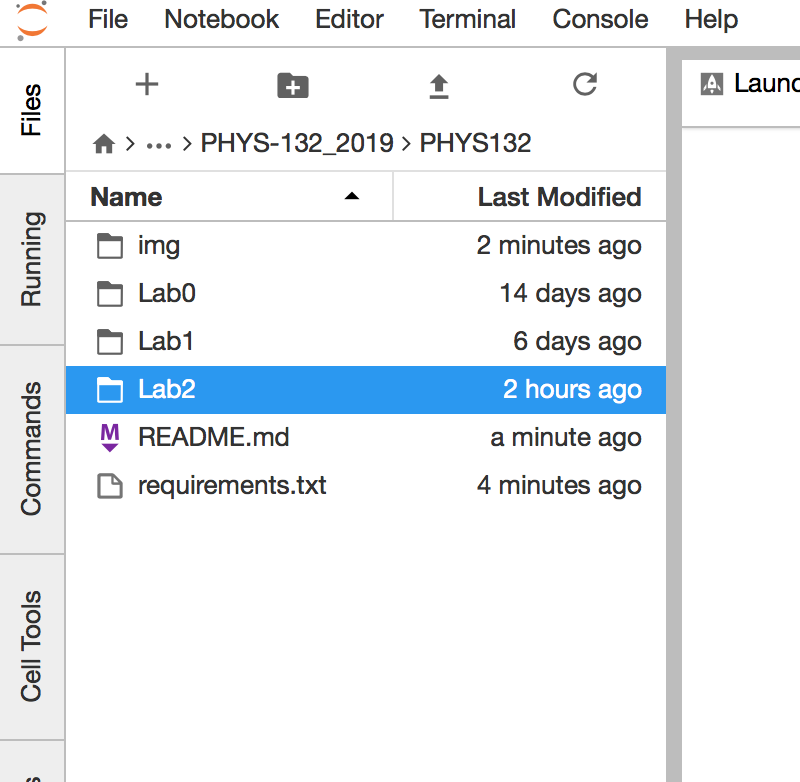 File Notebook Editor Terminal Console Help
Files
Running
Commands
Cell Tools
PHYS-132_2019 > PHYS132
Name Last Modified
img 2 minutes ago
Lab0 14 days ago
Lab1 6 days ago
Lab2 2 hours ago
README.md a minute ago
requirements.txt 4 minutes ago